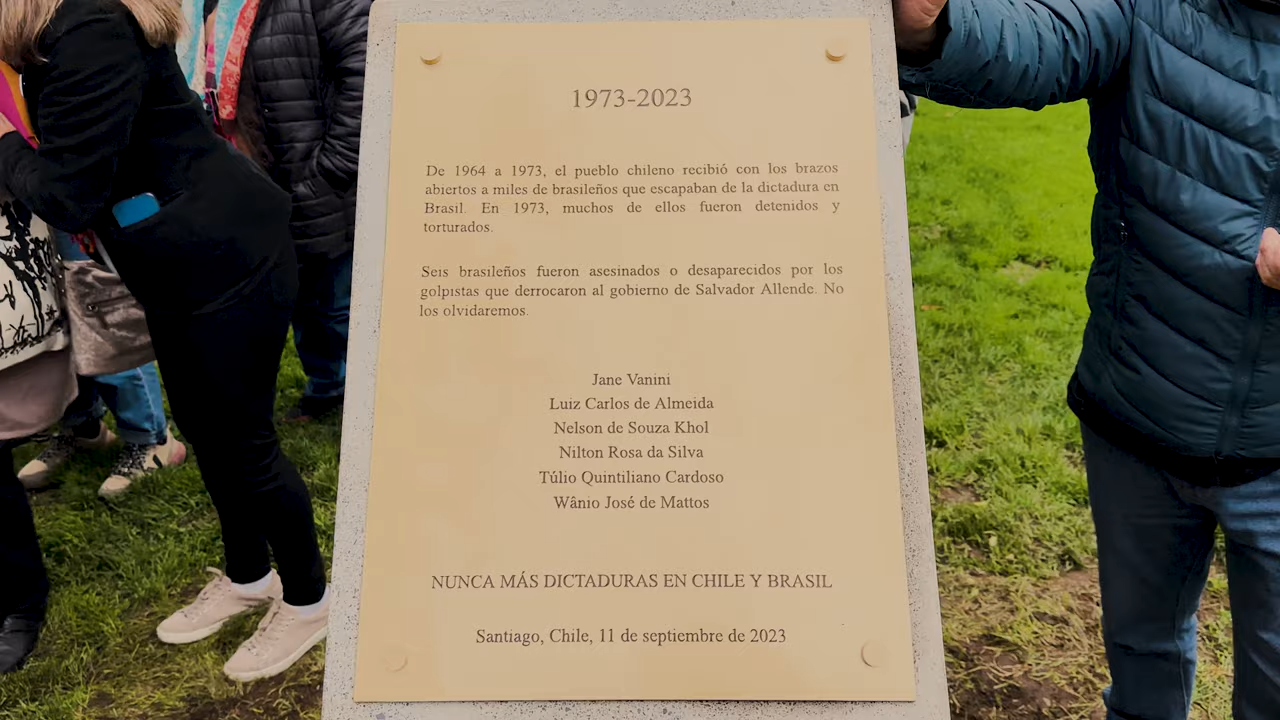 1973-2023
De 1964 a 1973, el pueblo chileno recibió con los brazos
abiertos a miles de brasileños que escapaban de la dictadura en
Brasil. En 1973, muchos de ellos fueron detenidos y
torturados.
Seis brasileños fueron asesinados o desaparecidos por los
golpistas que derrocaron al gobierno de Salvador Allende. No
los olvidaremos.
Jane Vanini
Luiz Carlos de Almeida
Nelson de Souza Khol
Nilton Rosa da Silva
Túlio Quintiliano Cardoso
Wânio José de Mattos
NUNCA MÁS DICTADURAS EN CHILE Y BRASIL
Santiago, Chile, 11 de septiembre de 2023